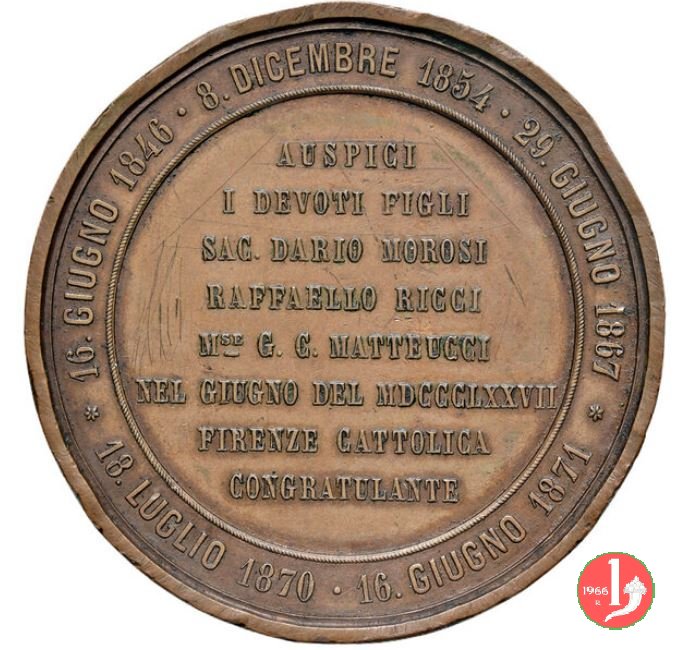 * 16. GIUGNO 1846 · 8. DICEMBRE 1854 · 29. GIUGNO 1867 *
18. LUGLIO 1870 · 16. GIUGNO 1871
AUSPICI
I DEVOTI FIGLI
SAC. DARIO MOROSI
RAFFAELLO RICCI
Mse G. C. MATTEUCCI
NEL GIUGNO DEL MDCCCLXXVII
FIRENZE CATTOLICA
CONGRATULANTE
1966
R
1